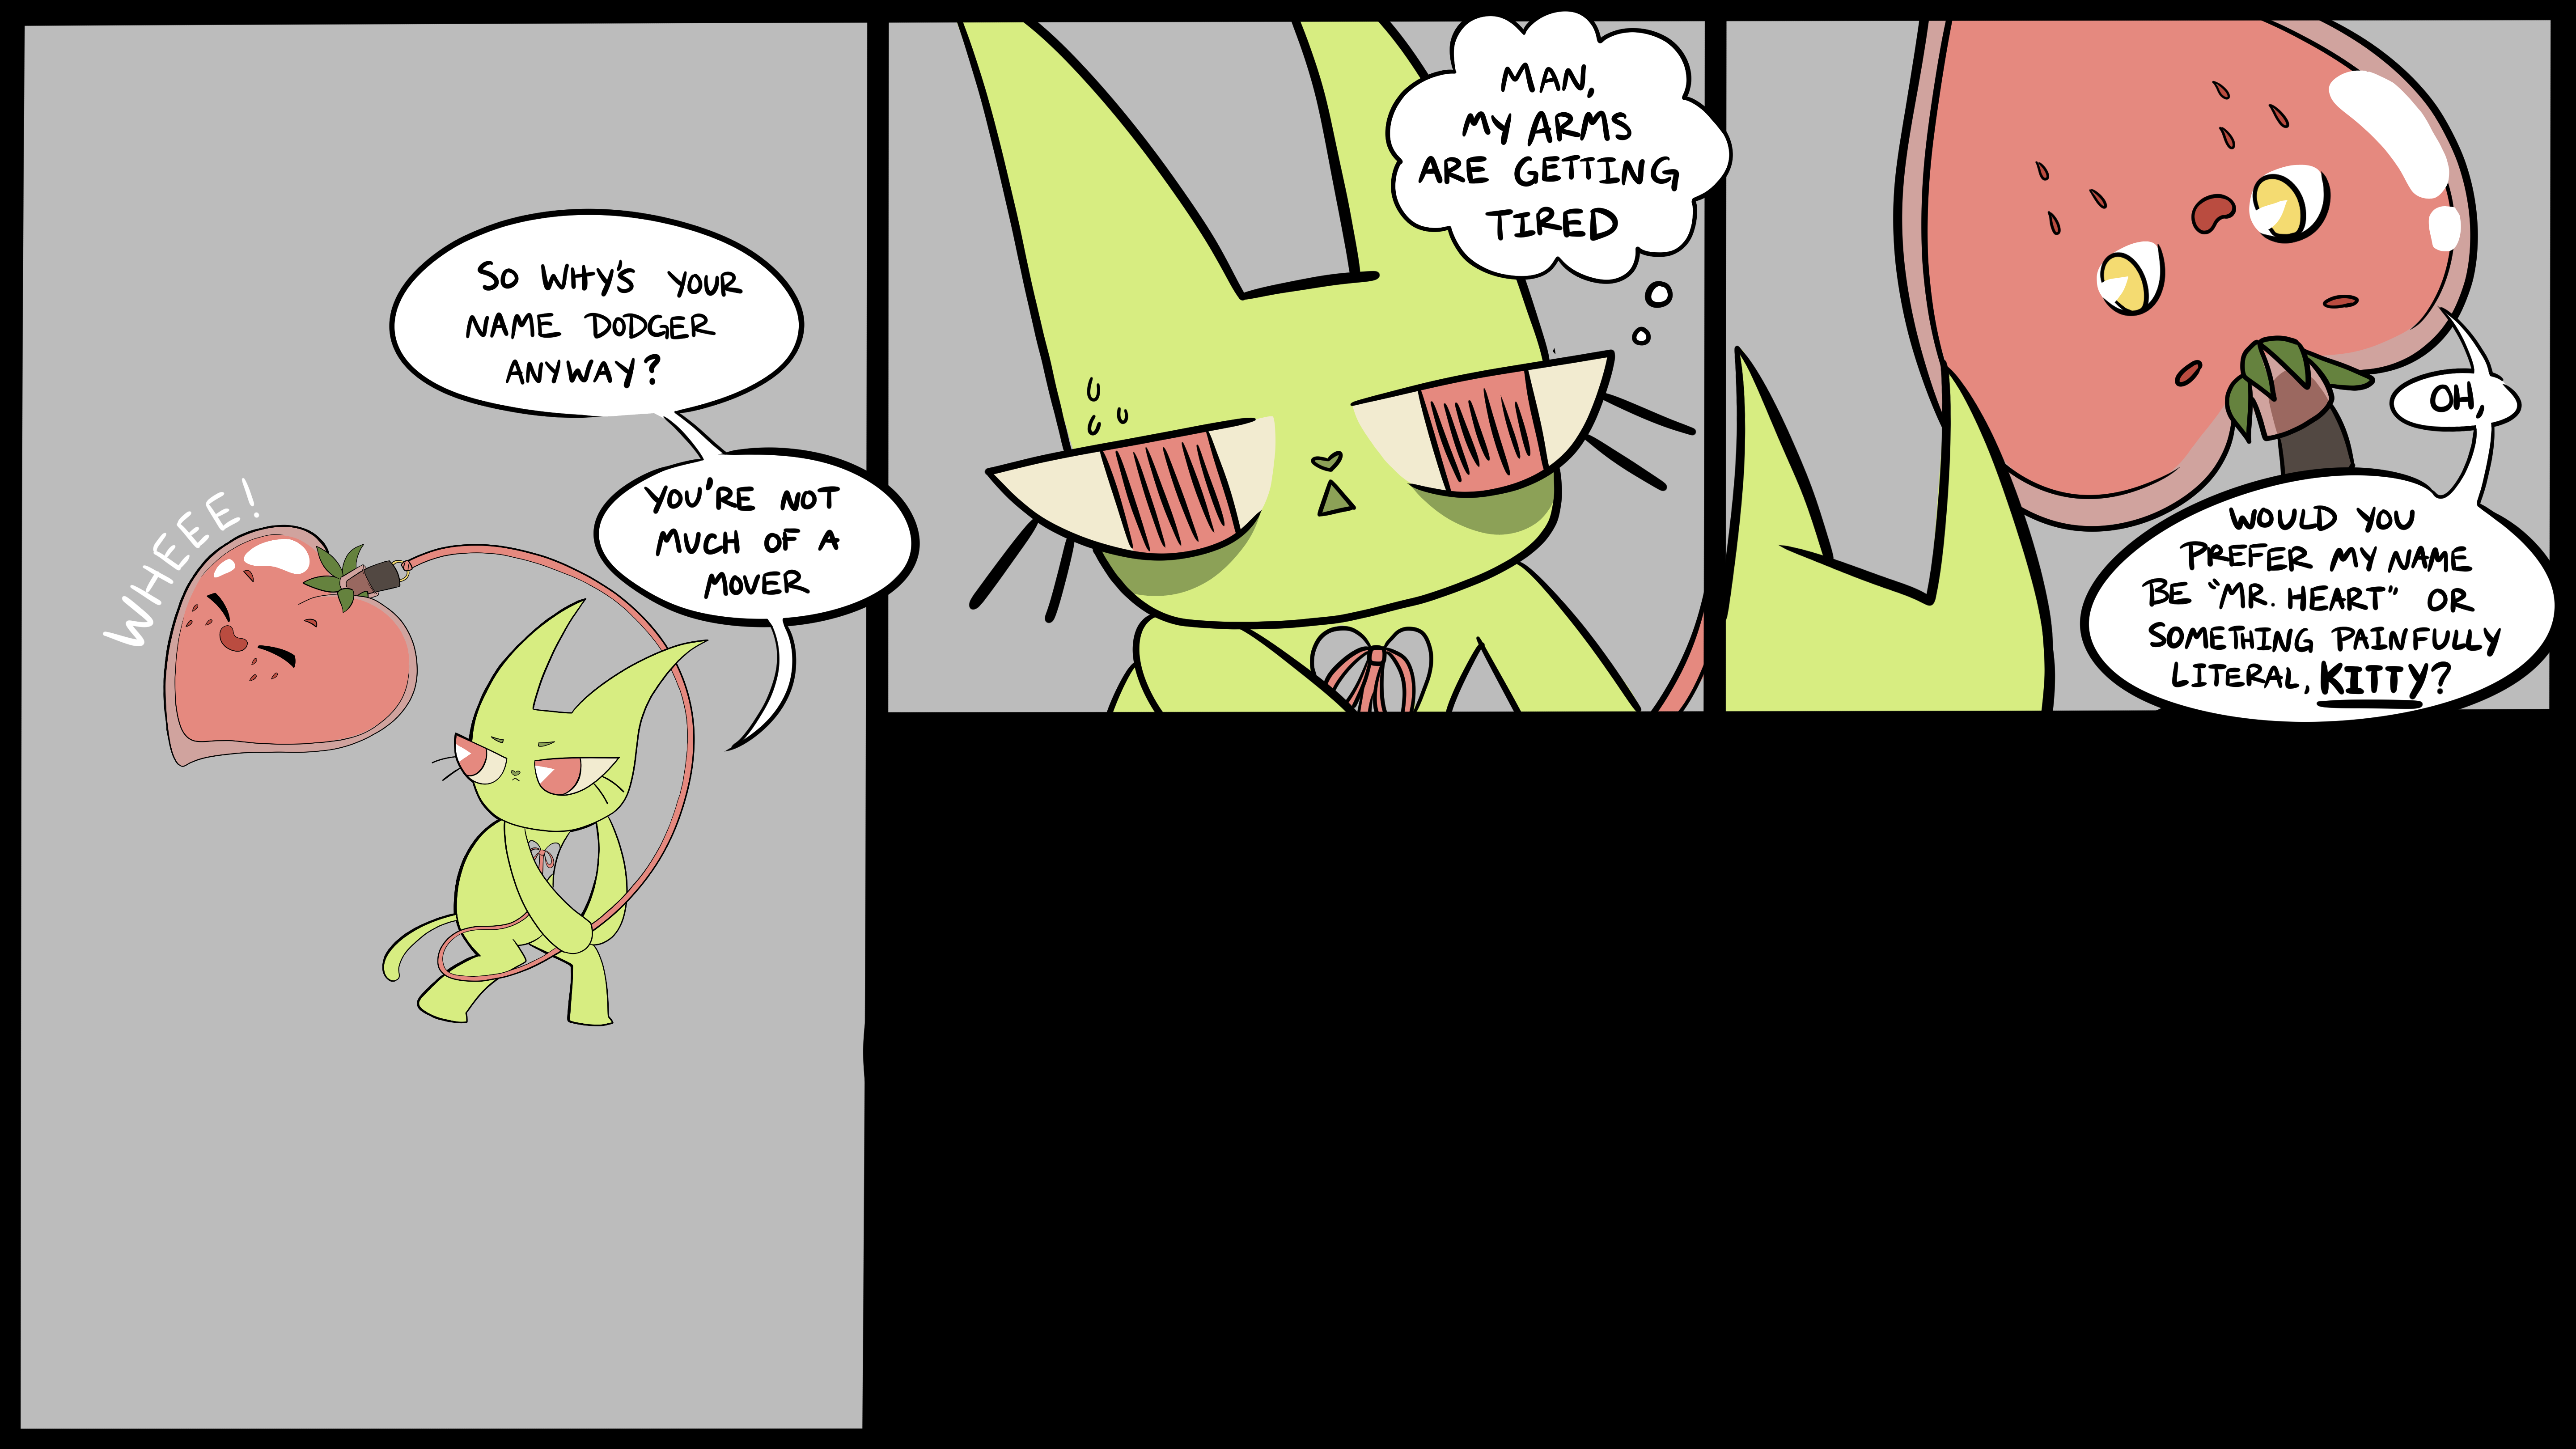 SO WHY'S YOUR
NAME DODGER
ANYWAY?
YOU'RE NOT
MUCH OF A
MOVER
WHEEE!
MAN,
MY ARMS
ARE GETTING
TIRED
OH,
WOULD YOU
PREFER MY NAME
BE "MR. HEART" OR
SOMETHING PAINFULLY
LITERAL, KITTY?